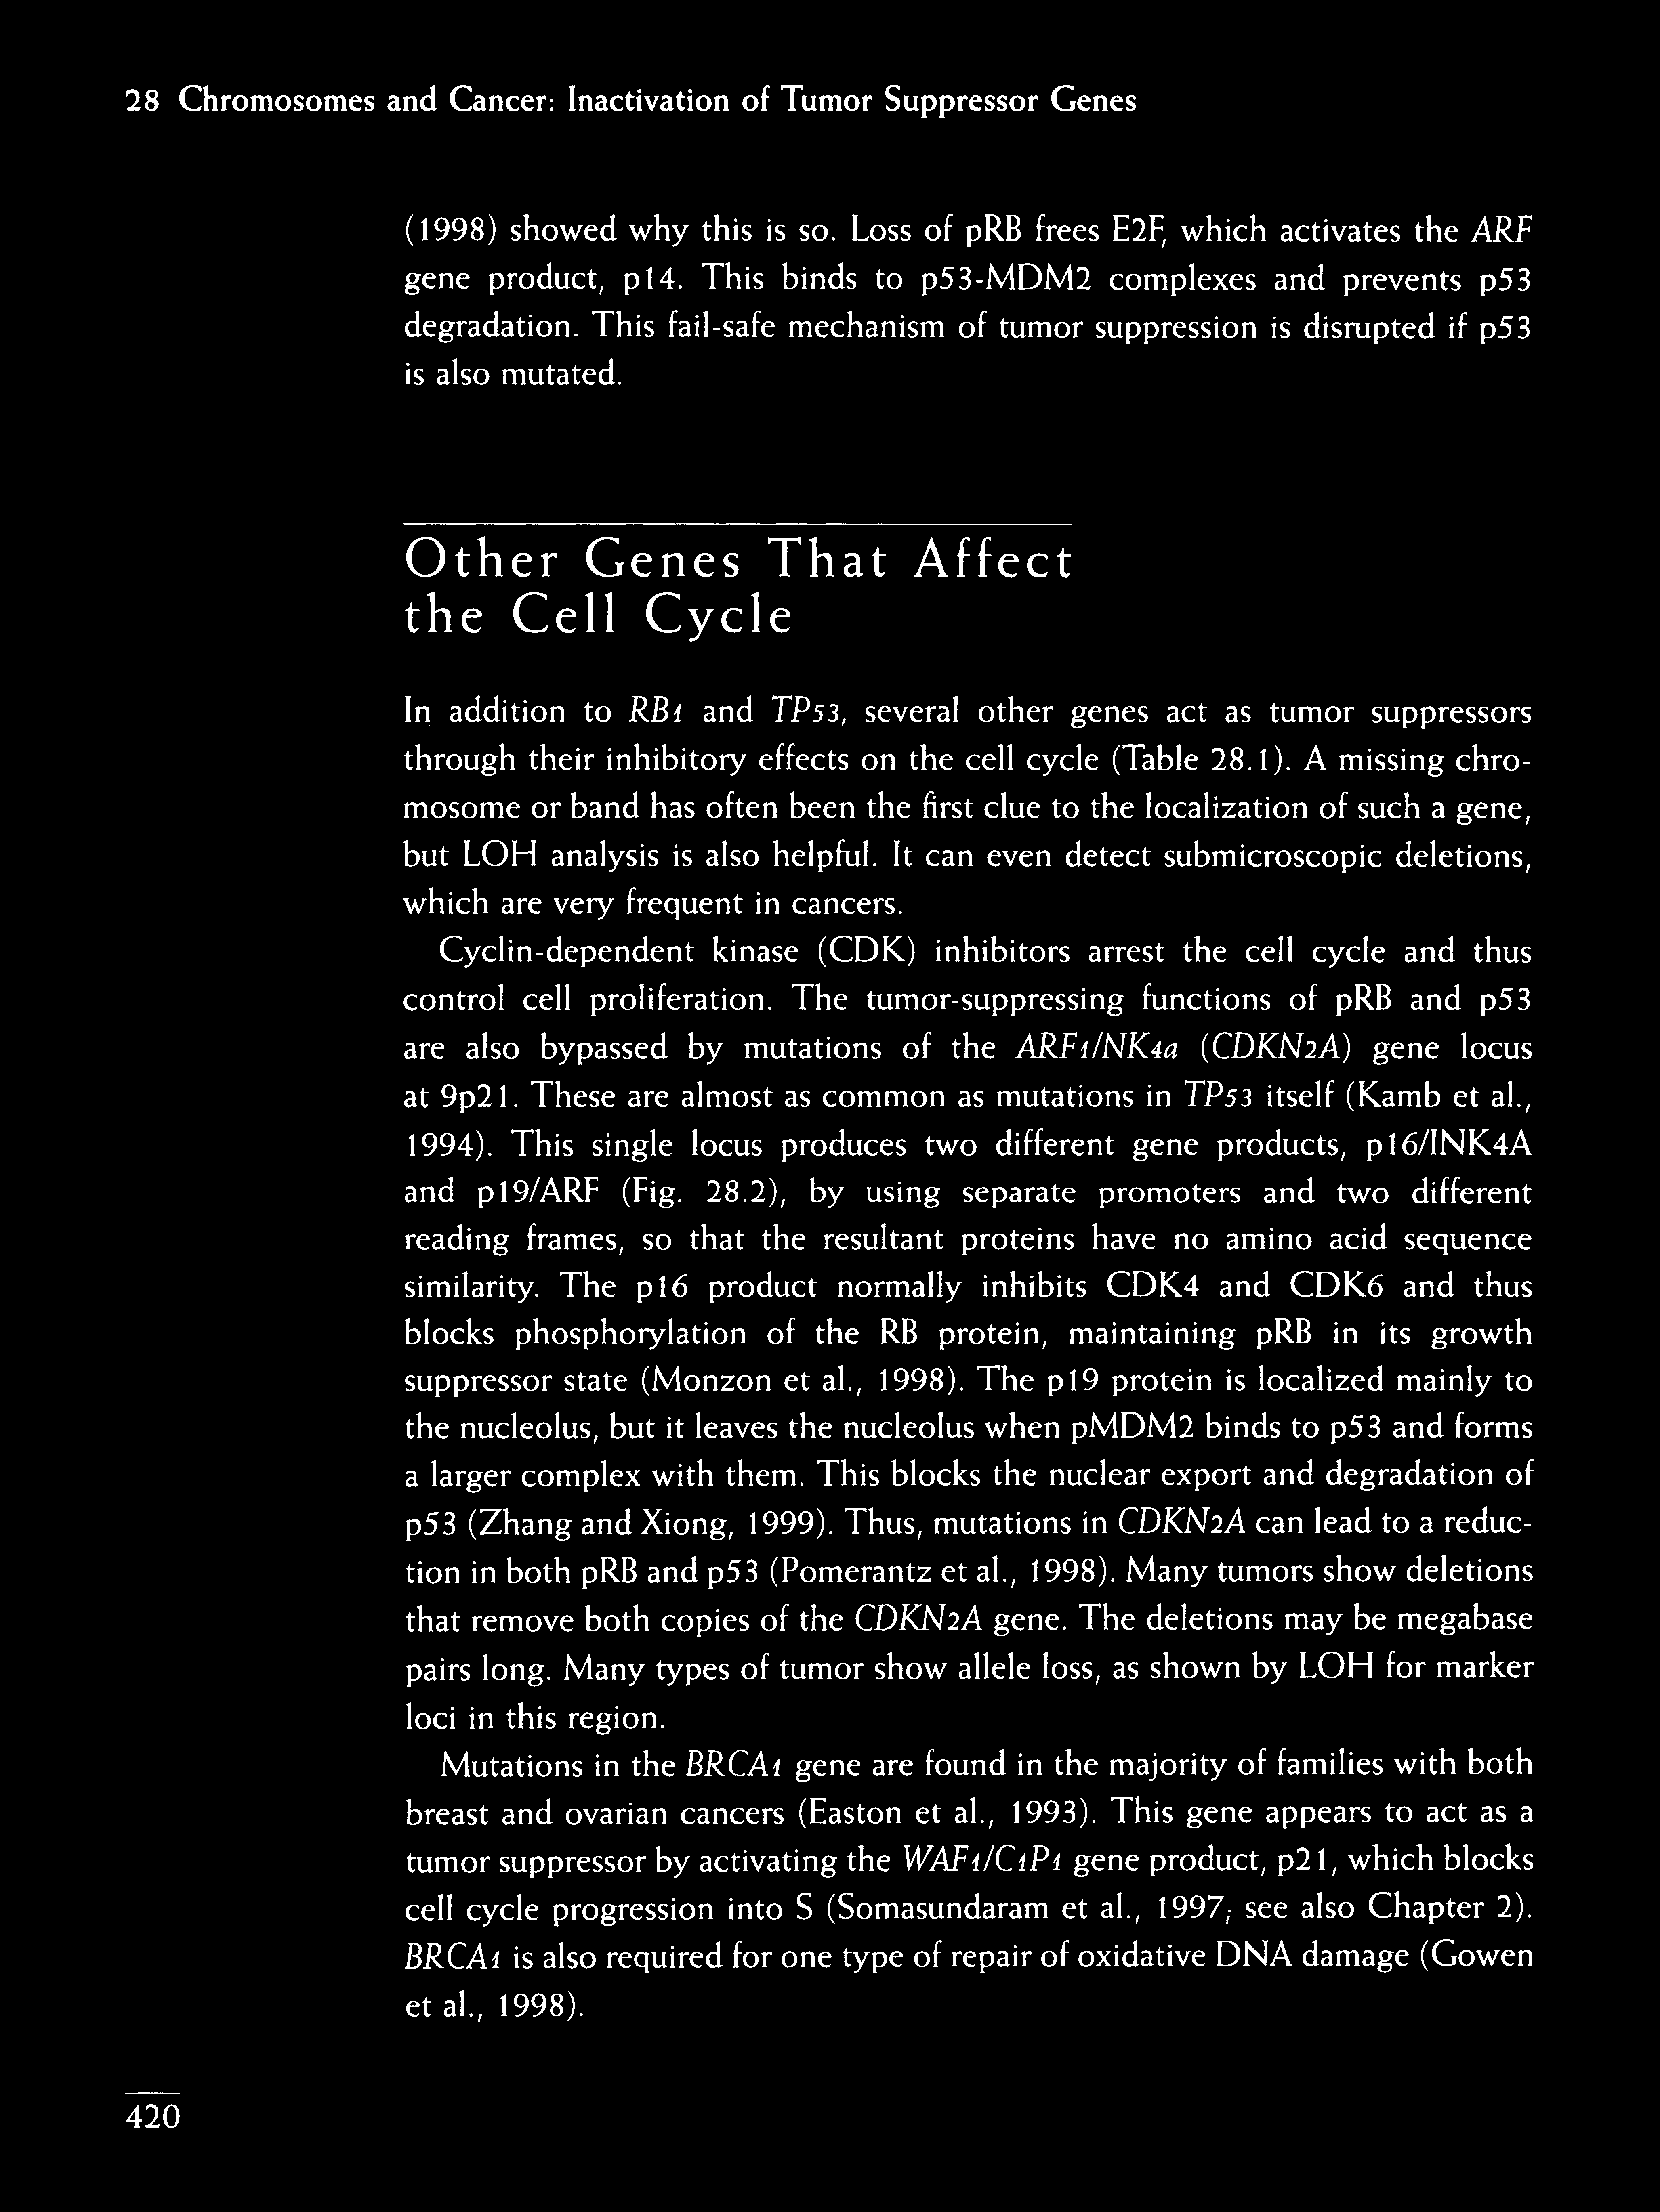 28 Chromosomes and Cancer: Inactivation of Tumor Suppressor Genes
(1998) showed why this is so. Loss of pRB frees E2F, which activates the ARF
gene product, p14. This binds to p53-MDM2 complexes and prevents p53
degradation. This fail-safe mechanism of tumor suppression is disrupted if p53
is also mutated.
Other Genes That Affect
the Cell Cycle
In addition to RB1 and TP53, several other genes act as tumor suppressors
through their inhibitory effects on the cell cycle (Table 28.1). A missing chro-
mosome or band has often been the first clue to the localization of such a gene,
but LOH analysis is also helpful. It can even detect submicroscopic deletions,
which are very frequent in cancers.
Cyclin-dependent kinase (CDK) inhibitors arrest the cell cycle and thus
control cell proliferation. The tumor-suppressing functions of pRB and p53
are also bypassed by mutations of the ARF1/NK4a (CDKN2A) gene locus
at 9p21. These are almost as common as mutations in TP53 itself (Kamb et al.,
1994). This single locus produces two different gene products, p16/INK4A
and p19/ARF (Fig. 28.2), by using separate promoters and two different
reading frames, so that the resultant proteins have no amino acid sequence
similarity. The p16 product normally inhibits CDK4 and CDK6 and thus
blocks phosphorylation of the RB protein, maintaining pRB in its growth
suppressor state (Monzon et al., 1998). The p19 protein is localized mainly to
the nucleolus, but it leaves the nucleolus when pMDM2 binds to p53 and forms
a larger complex with them. This blocks the nuclear export and degradation of
p53 (Zhang and Xiong, 1999). Thus, mutations in CDKN2A can lead to a reduc-
tion in both pRB and p53 (Pomerantz et al., 1998). Many tumors show deletions
that remove both copies of the CDKN2A gene. The deletions may be megabase
pairs long. Many types of tumor show allele loss, as shown by LOH for marker
loci in this region.
Mutations in the BRCA1 gene are found in the majority of families with both
breast and ovarian cancers (Easton et al., 1993). This gene appears to act as a
tumor suppressor by activating the WAF1/C1P1 gene product, p21, which blocks
cell cycle progression into S (Somasundaram et al., 1997; see also Chapter 2).
BRCA1 is also required for one type of repair of oxidative DNA damage (Gowen
et al., 1998).
420